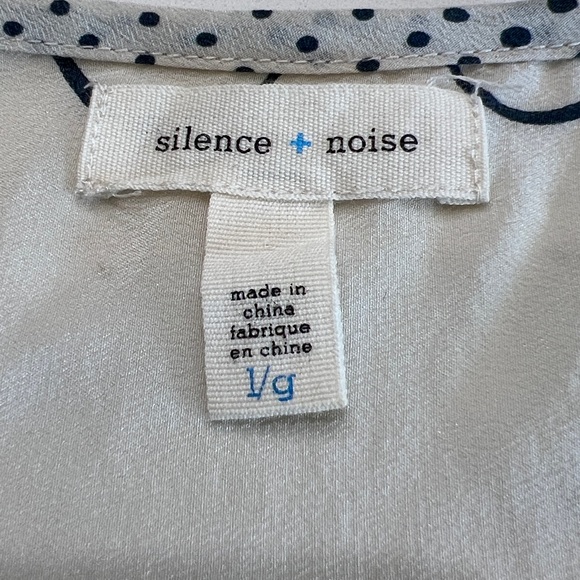 silence + noise
made in
china
fabrique
en chine
l/g